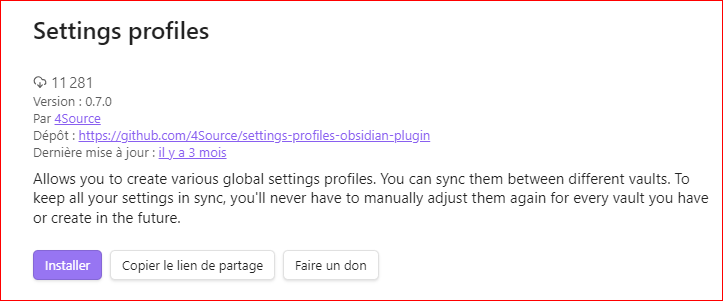 Settings profiles
11 281
Version : 0.7.0
Par 4Source
Dépôt : https://github.com/4Source/settings-profiles-obsidian-plugin
Dernière mise à jour : il y a 3 mois
Allows you to create various global settings profiles. You can sync them between different vaults. To
keep all your settings in sync, you'll never have to manually adjust them again for every vault you have
or create in the future.
Installer Copier le lien de partage Faire un don